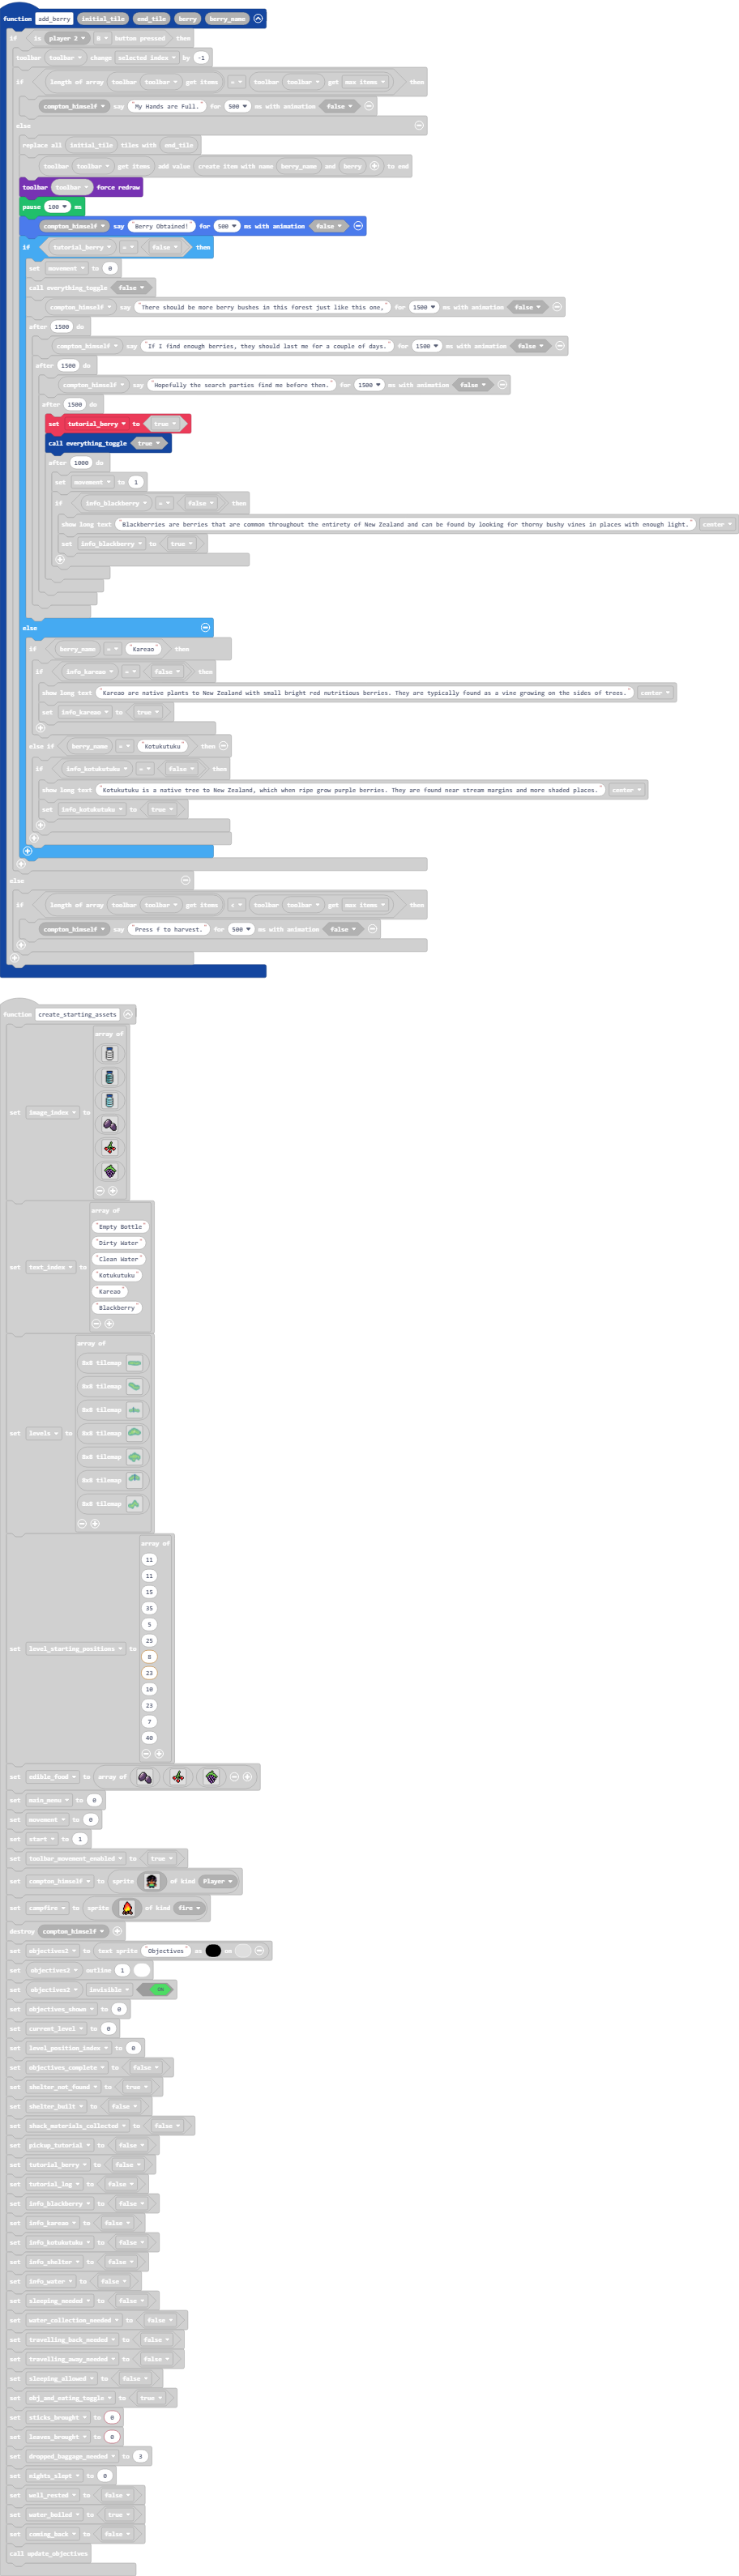 function add_berry initial_tile end_tile berry berry_name
if is player 2 B button pressed then
toolbar toolbar change selected index by -1
if length of array toolbar toolbar get items = toolbar toolbar get max items then
compton_himself say "My Hands are Full." for 500 ms with animation false
else
replace all initial_tile tiles with end_tile
toolbar toolbar get items add value create item with name berry_name and berry to end
toolbar toolbar force redraw
pause 100 ms
compton_himself say "Berry Obtained!" for 500 ms with animation false
if tutorial_berry = false then
set movement to 0
call everything_toggle false
compton_himself say "There should be more berry bushes in this forest just like this one," for 1500 ms with animation false
after 1500 do
compton_himself say "If I find enough berries, they should last me for a couple of days." for 1500 ms with animation false
after 1500 do
compton_himself say "Hopefully the search parties find me before then." for 1500 ms with animation false
after 1500 do
set tutorial_berry to true
call everything_toggle true
after 1000 do
set movement to 1
if info_blackberry = false then
show long text "Blackberries are berries that are common throughout the entirety of New Zealand and can be found by looking for thorny bushy vines in places with enough light." center
set info_blackberry to true
else
if berry_name = "Kareao" then
if info_kareao = false then
show long text "Kareao are native plants to New Zealand with small bright red nutritious berries. They are typically found as a vine growing on the sides of trees." center
set info_kareao to true
else if berry_name = "Kotukutuku" then
if info_kotukutuku = false then
show long text "Kotukutuku is a native tree to New Zealand, which when ripe grow purple berries. They are found near stream margins and more shaded places." center
set info_kotukutuku to true
else
if length of array toolbar toolbar get items < toolbar toolbar get max items then
compton_himself say "Press f to harvest." for 500 ms with animation false
function create_starting_assets
array of
set image_index to
array of
"Empty Bottle"
"Dirty Water"
"Clean Water"
set text_index to
"Kotukutuku"
"Kareao"
"Blackberry"
array of
8x8 tilemap
8x8 tilemap
8x8 tilemap
set levels to
8x8 tilemap
8x8 tilemap
8x8 tilemap
8x8 tilemap
array of
11
11
15
35
5
25
set level_starting_positions to
8
23
10
23
7
40
set edible_food to array of
set main_menu to 0
set movement to 0
set start to 1
set toolbar_movement_enabled to true
set compton_himself to sprite of kind Player
set campfire to sprite of kind fire
destroy compton_himself
set objectives2 to text sprite "Objectives" as on
set objectives2 outline 1
set objectives2 invisible ON
set objectives_shown to 0
set current_level to 0
set level_position_index to 0
set objectives_complete to false
set shelter_not_found to true
set shelter_built to false
set shack_materials_collected to false
set pickup_tutorial to false
set tutorial_berry to false
set tutorial_log to false
set info_blackberry to false
set info_kareao to false
set info_kotukutuku to false
set info_shelter to false
set info_water to false
set sleeping_needed to false
set water_collection_needed to false
set travelling_back_needed to false
set travelling_away_needed to false
set sleeping_allowed to false
set obj_and_eating_toggle to true
set sticks_brought to 0
set leaves_brought to 0
set dropped_baggage_needed to 3
set nights_slept to 0
set well_rested to false
set water_boiled to true
set coming_back to false
call update_objectives